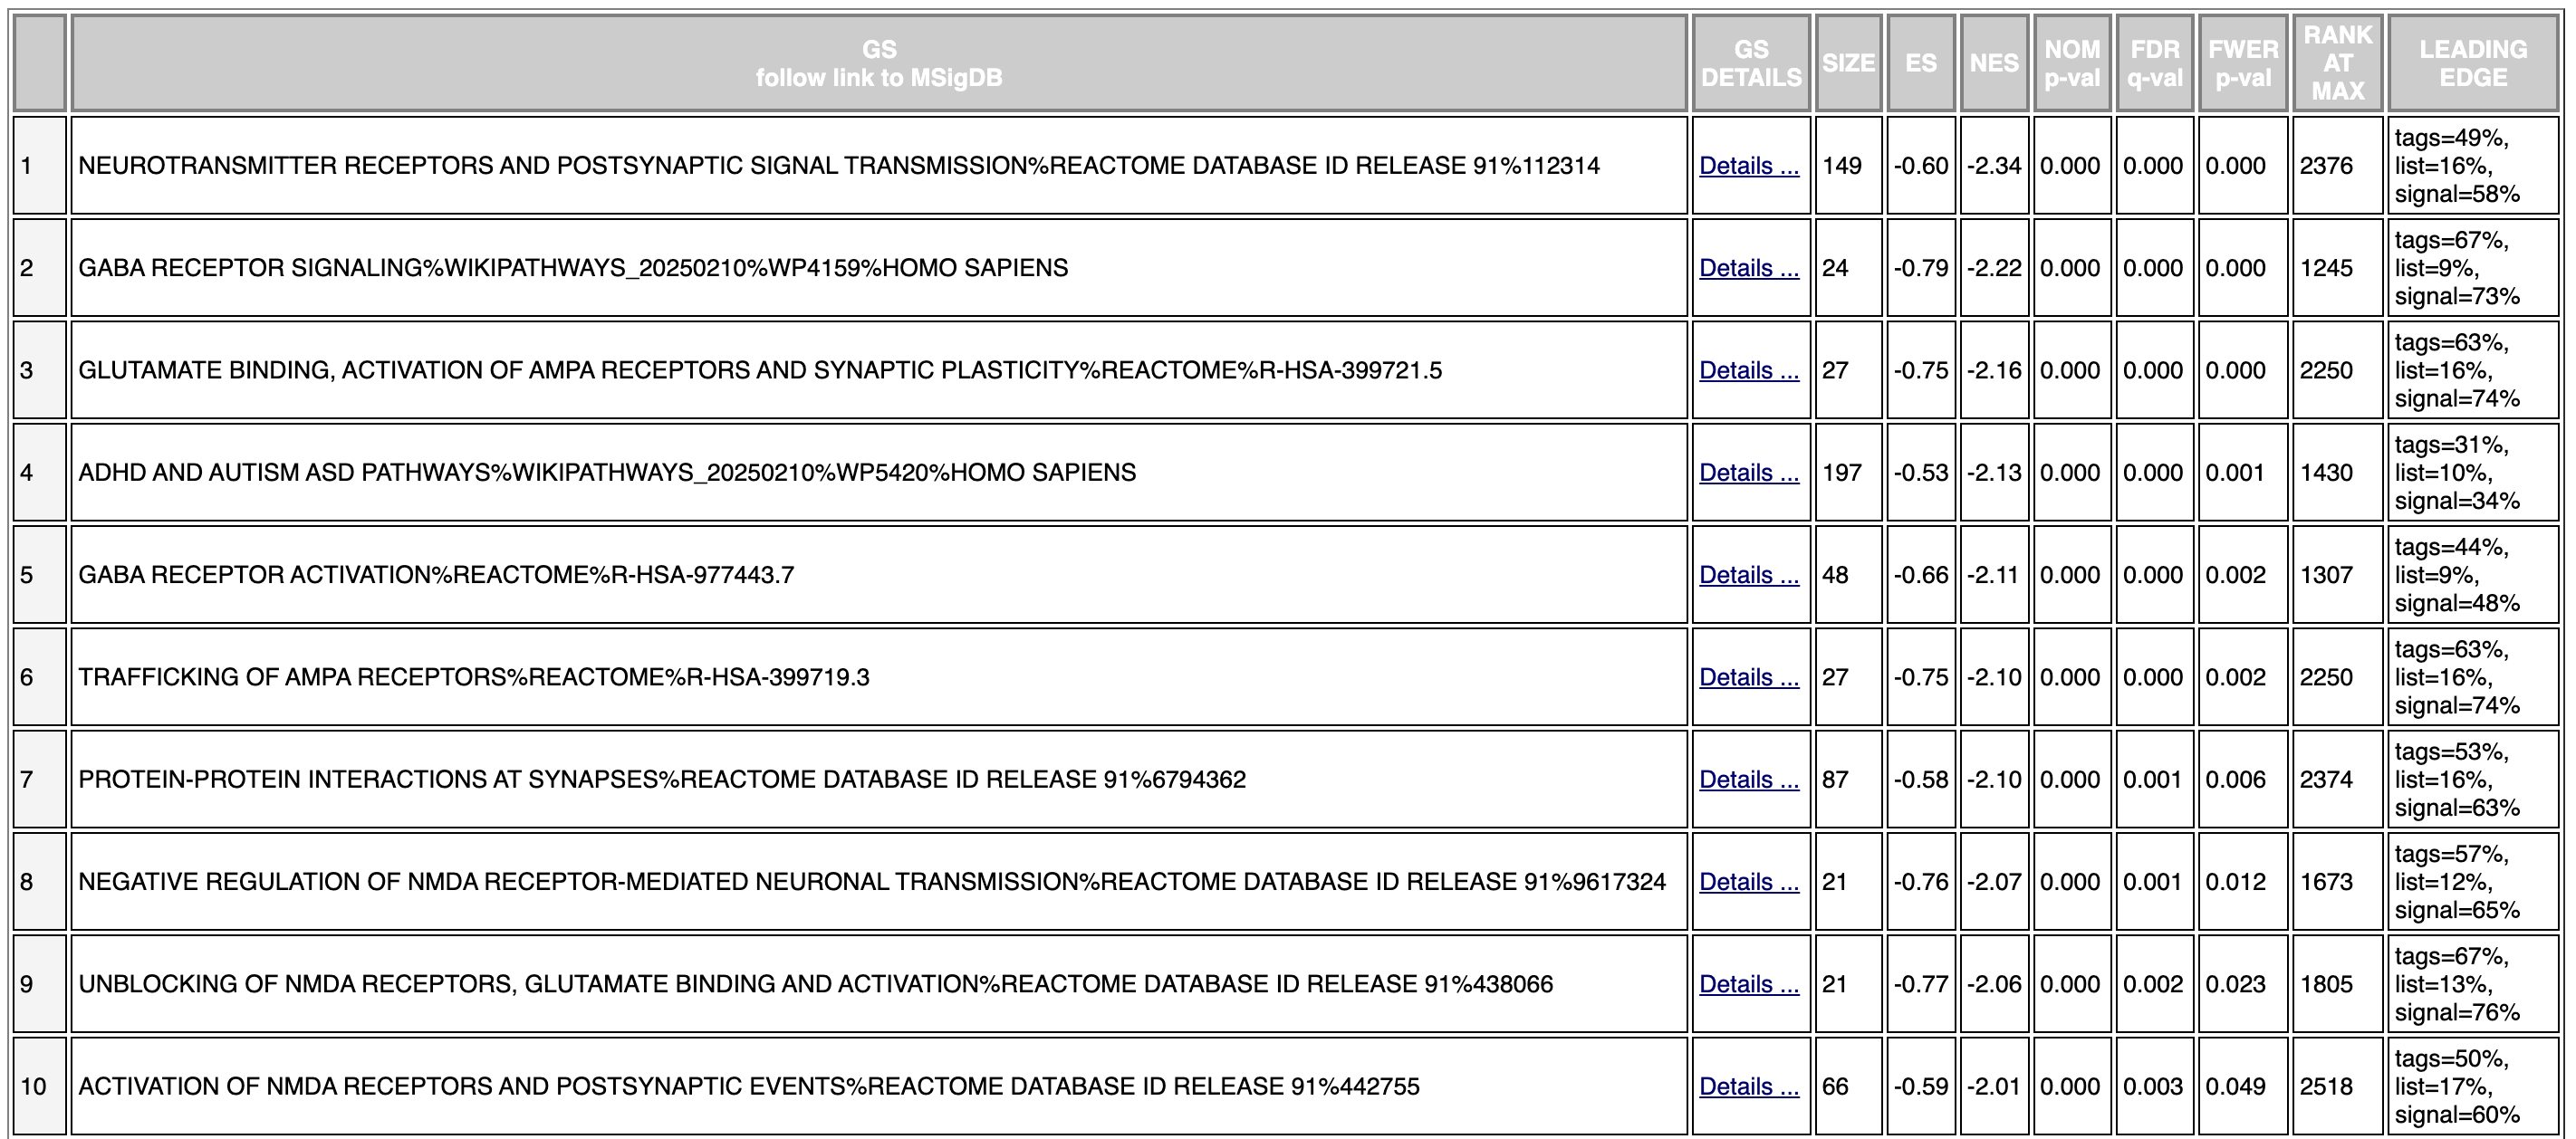 GS
follow link to MSigDB
GS
DETAILS
SIZE
ES
NES
NOM
p-val
FDR
q-val
FWER
p-val
RANK
AT
MAX
LEADING
EDGE
1 NEUROTRANSMITTER RECEPTORS AND POSTSYNAPTIC SIGNAL TRANSMISSION%REACTOME DATABASE ID RELEASE 91%112314 Details ... 149 -0.60 -2.34 0.000 0.000 0.000 2376
tags=49%,
list=16%,
signal=58%
2 GABA RECEPTOR SIGNALING%WIKIPATHWAYS_20250210%WP4159%HOMO SAPIENS Details ... 24 -0.79 -2.22 0.000 0.000 0.000 1245
tags=67%,
list=9%,
signal=73%
3 GLUTAMATE BINDING, ACTIVATION OF AMPA RECEPTORS AND SYNAPTIC PLASTICITY%REACTOME%R-HSA-399721.5 Details ... 27 -0.75 -2.16 0.000 0.000 0.000 2250
tags=63%,
list=16%,
signal=74%
4 ADHD AND AUTISM ASD PATHWAYS%WIKIPATHWAYS_20250210%WP5420%HOMO SAPIENS Details ... 197 -0.53 -2.13 0.000 0.000 0.001 1430
tags=31%,
list=10%,
signal=34%
5 GABA RECEPTOR ACTIVATION%REACTOME%R-HSA-977443.7 Details ... 48 -0.66 -2.11 0.000 0.000 0.002 1307
tags=44%,
list=9%,
signal=48%
6 TRAFFICKING OF AMPA RECEPTORS%REACTOME%R-HSA-399719.3 Details ... 27 -0.75 -2.10 0.000 0.000 0.002 2250
tags=63%,
list=16%,
signal=74%
7 PROTEIN-PROTEIN INTERACTIONS AT SYNAPSES%REACTOME DATABASE ID RELEASE 91%6794362 Details ... 87 -0.58 -2.10 0.000 0.001 0.006 2374
tags=53%,
list=16%,
signal=63%
8 NEGATIVE REGULATION OF NMDA RECEPTOR-MEDIATED NEURONAL TRANSMISSION%REACTOME DATABASE ID RELEASE 91%9617324 Details ... 21 -0.76 -2.07 0.000 0.001 0.012 1673
tags=57%,
list=12%,
signal=65%
9 UNBLOCKING OF NMDA RECEPTORS, GLUTAMATE BINDING AND ACTIVATION%REACTOME DATABASE ID RELEASE 91%438066 Details ... 21 -0.77 -2.06 0.000 0.002 0.023 1805
tags=67%,
list=13%,
signal=76%
10 ACTIVATION OF NMDA RECEPTORS AND POSTSYNAPTIC EVENTS%REACTOME DATABASE ID RELEASE 91%442755 Details ... 66 -0.59 -2.01 0.000 0.003 0.049 2518
tags=50%,
list=17%,
signal=60%